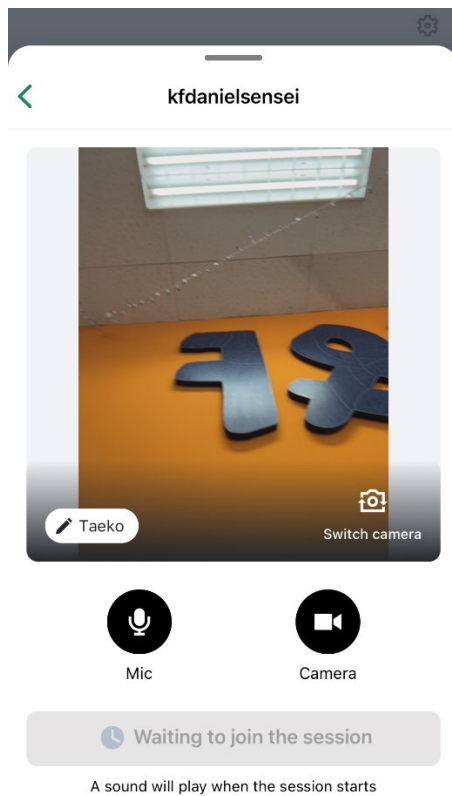 kfdanielsensei
Taeko
Switch camera
Mic
Camera
Waiting to join the session
A sound will play when the session starts